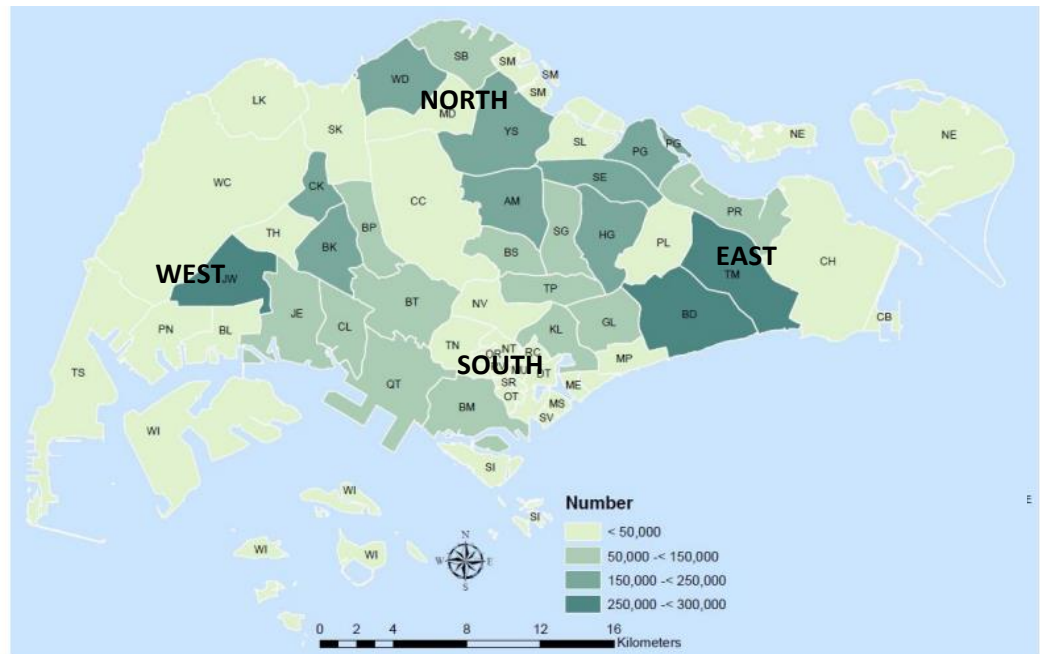 SB
SM
SM
WD
NORTH
SM
LK
MD
SK
YS
NE
NE
SL
PG
PG
WC
CK
SE
CC
AM
BP
SG
HG
PR
TH
BK
BS
PL
EAST
CH
WEST
JW
TM
TP
BT
NV
BD
PN
BL
JE
CL
KL
GL
CB
TN
OR
NT
RC
MP
SOUTH
TS
QT
SR
DT
ME
OT
BM
MS
SV
WI
SI
WI
SI
WI
WI
Number
< 50,000
50,000 -< 150,000
150,000 -< 250,000
250,000 -< 300,000
N
W
E
S
0 2 4 8 12 16
Kilometers
E